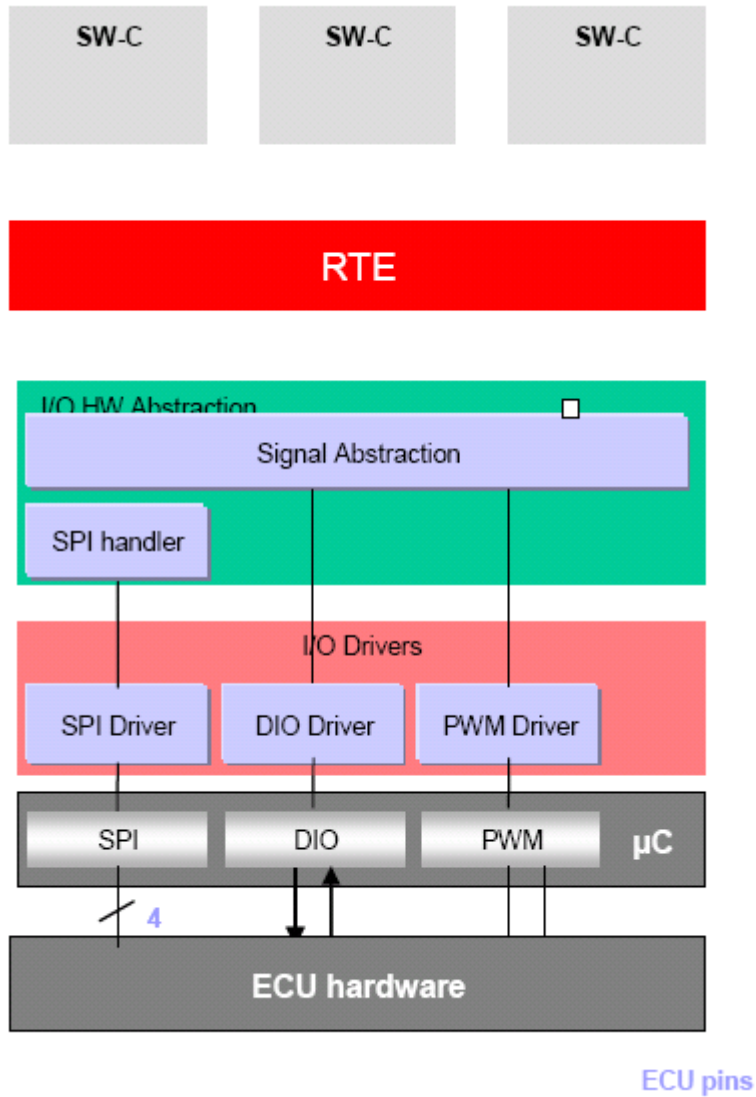 SW-C
SW-C
SW-C
RTE
I/O HW Abstraction
Signal Abstraction
SPI handler
I/O Drivers
SPI Driver
DIO Driver
PWM Driver
SPI
DIO
PWM
µC
4
ECU hardware
ECU pins